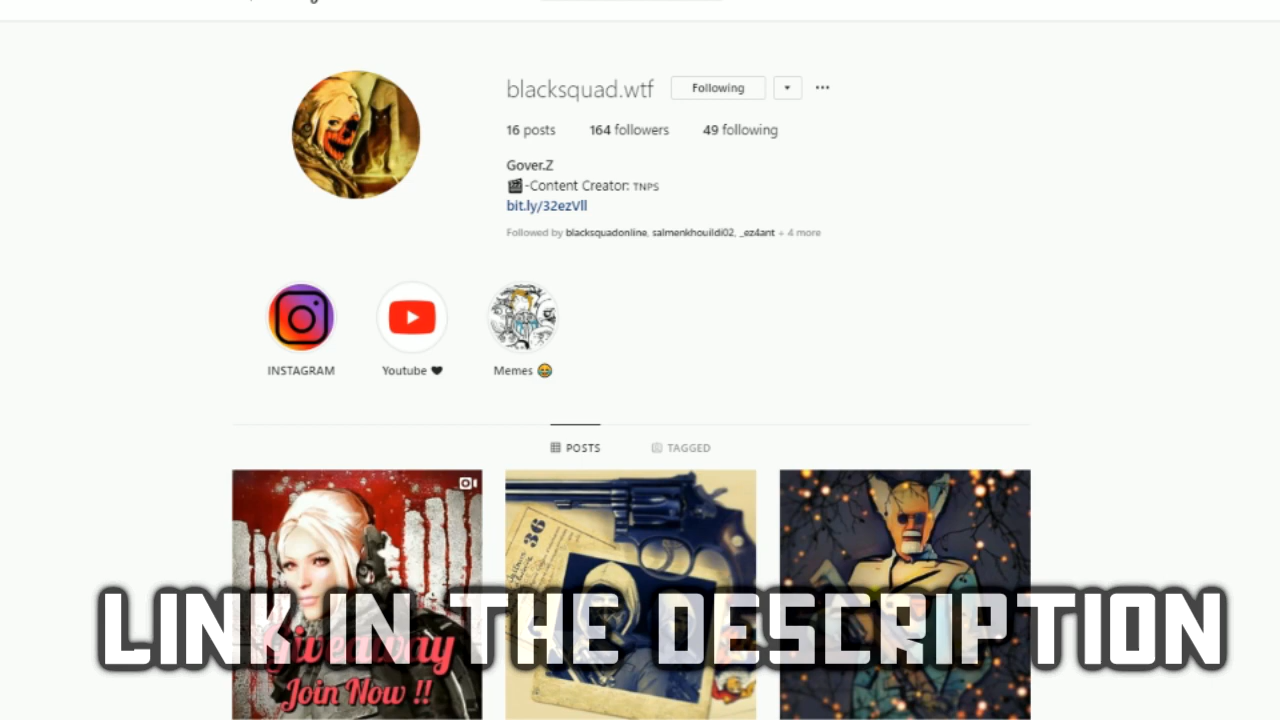 blacksquad.wtf Following
16 posts 164 followers 49 following
Gover.Z
🎬-Content Creator: TNPS
bit.ly/32ezVll
Followed by blacksquadonline, salmenkhouildi02, _ez4ant + 4 more
INSTAGRAM Youtube 🖤 Memes 😂
POSTS TAGGED
36
Giveaway
Join Now !!
LINK IN THE DESCRIPTION